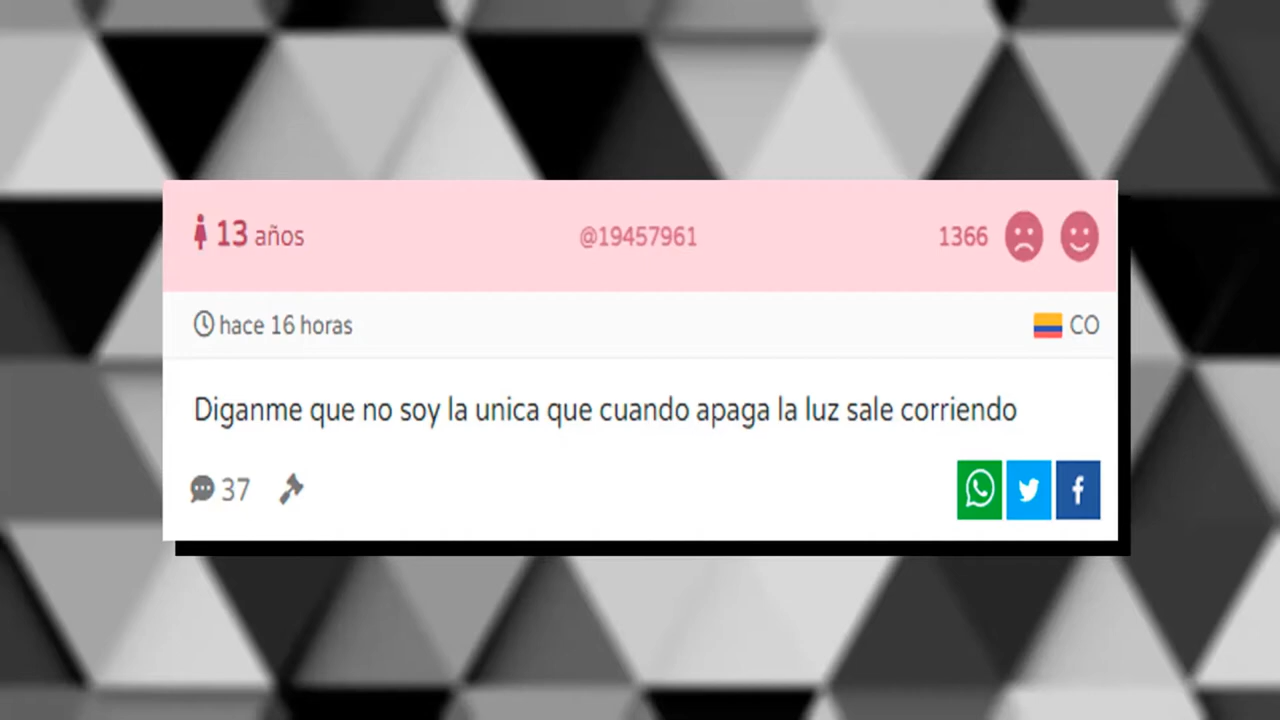 13 años @19457961 1366
hace 16 horas CO
Diganme que no soy la unica que cuando apaga la luz sale corriendo
37